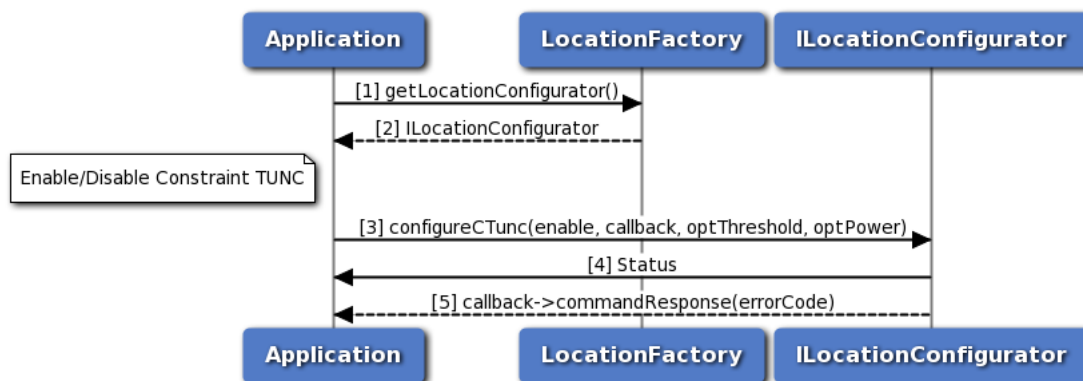 Application
LocationFactory
ILocationConfigurator
[1] getLocationConfigurator()
[2] ILocationConfigurator
Enable/Disable Constraint TUNC
[3] configureCTunc(enable, callback, optThreshold, optPower)
[4] Status
[5] callback->commandResponse(errorCode)
Application
LocationFactory
ILocationConfigurator